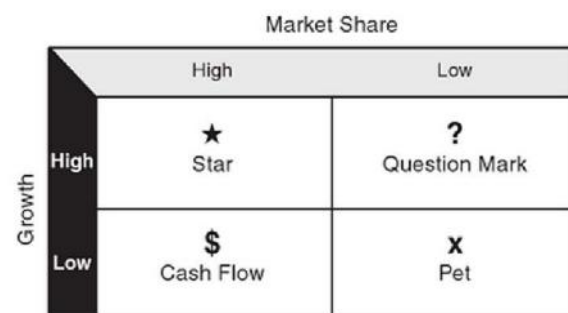 Market Share
High Low
Growth
High
★ ?
Star Question Mark
Low
$ x
Cash Flow Pet